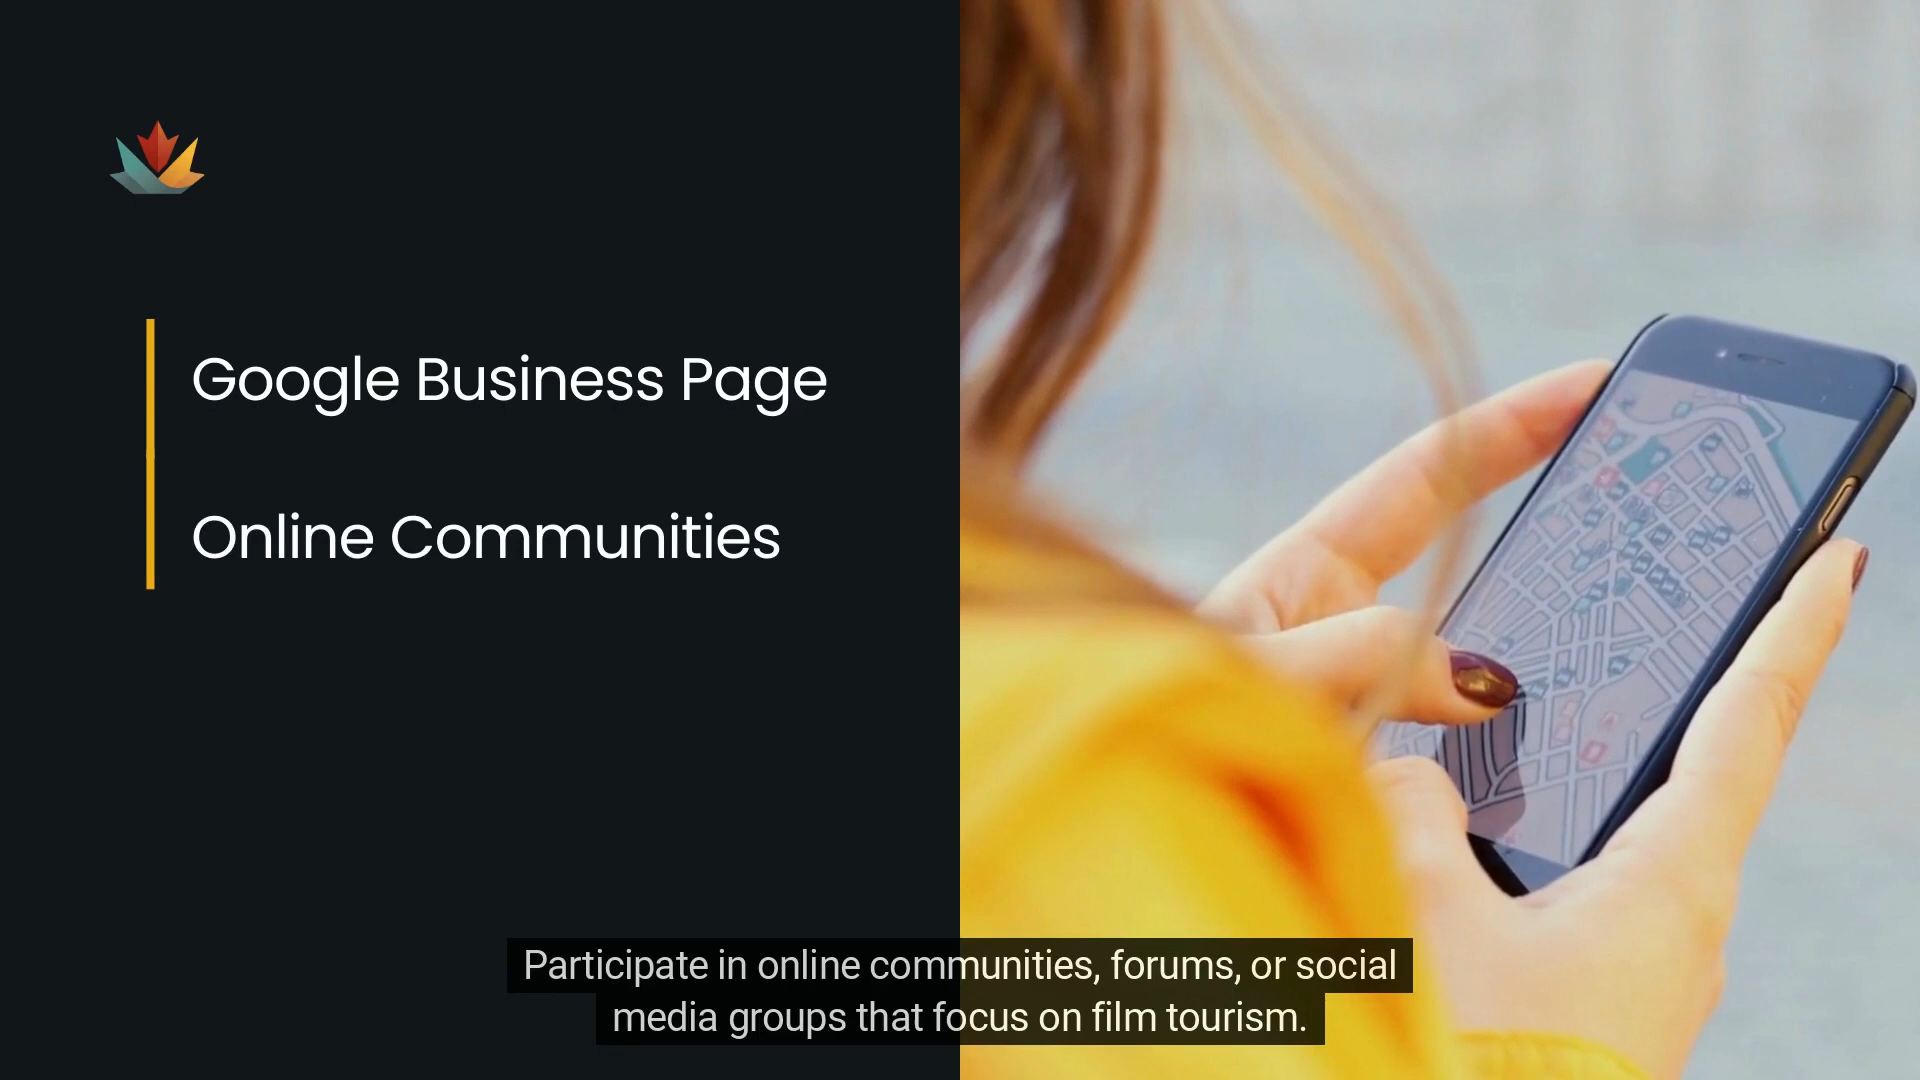 Google Business Page
Online Communities
Participate in online communities, forums, or social
media groups that focus on film tourism.